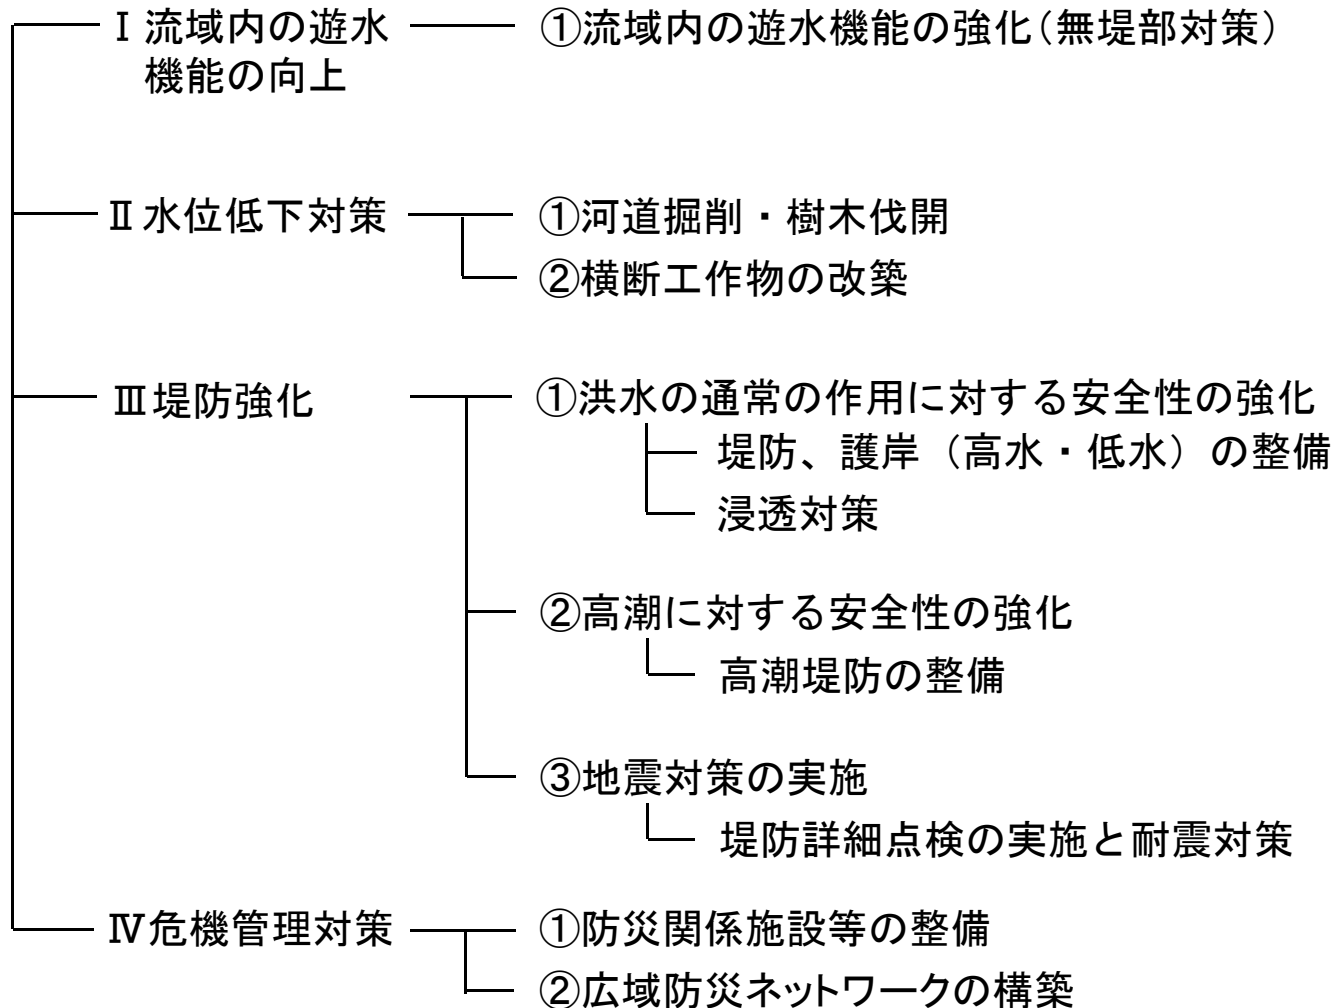 Ⅰ 流域内の遊水 ①流域内の遊水機能の強化（無堤部対策）
機能の向上
Ⅱ 水位低下対策 ①河道掘削・樹木伐開
②横断工作物の改築
Ⅲ堤防強化 ①洪水の通常の作用に対する安全性の強化
堤防、護岸（高水・低水）の整備
浸透対策
②高潮に対する安全性の強化
高潮堤防の整備
③地震対策の実施
堤防詳細点検の実施と耐震対策
Ⅳ危機管理対策 ①防災関係施設等の整備
②広域防災ネットワークの構築